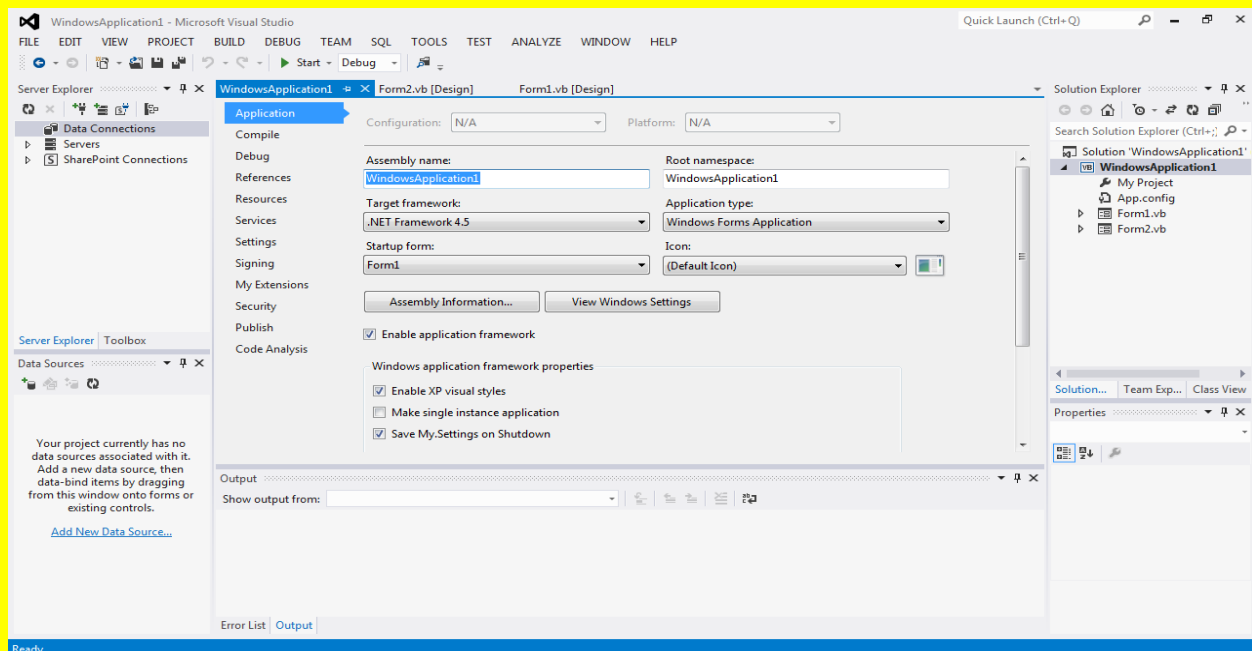 WindowsApplication1 - Microsoft Visual Studio
Quick Launch (Ctrl+Q)
FILE EDIT VIEW PROJECT BUILD DEBUG TEAM SQL TOOLS TEST ANALYZE WINDOW HELP
Start Debug
Server Explorer
Data Connections
Servers
SharePoint Connections
Server Explorer Toolbox
Data Sources
Your project currently has no
data sources associated with it.
Add a new data source, then
data-bind items by dragging
from this window onto forms or
existing controls.
Add New Data Source...
WindowsApplication1 Form2.vb [Design] Form1.vb [Design]
Application
Compile
Debug
References
Resources
Services
Settings
Signing
My Extensions
Security
Publish
Code Analysis
Configuration: N/A Platform: N/A
Assembly name: Root namespace:
WindowsApplication1 WindowsApplication1
Target framework: Application type:
.NET Framework 4.5 Windows Forms Application
Startup form: Icon:
Form1 (Default Icon)
Assembly Information... View Windows Settings
Enable application framework
Windows application framework properties
Enable XP visual styles
Make single instance application
Save My.Settings on Shutdown
Output
Show output from:
Error List Output
Solution Explorer
Search Solution Explorer (Ctrl+;)
Solution 'WindowsApplication1'
WindowsApplication1
My Project
App.config
Form1.vb
Form2.vb
Solution... Team Exp... Class View
Properties
Ready